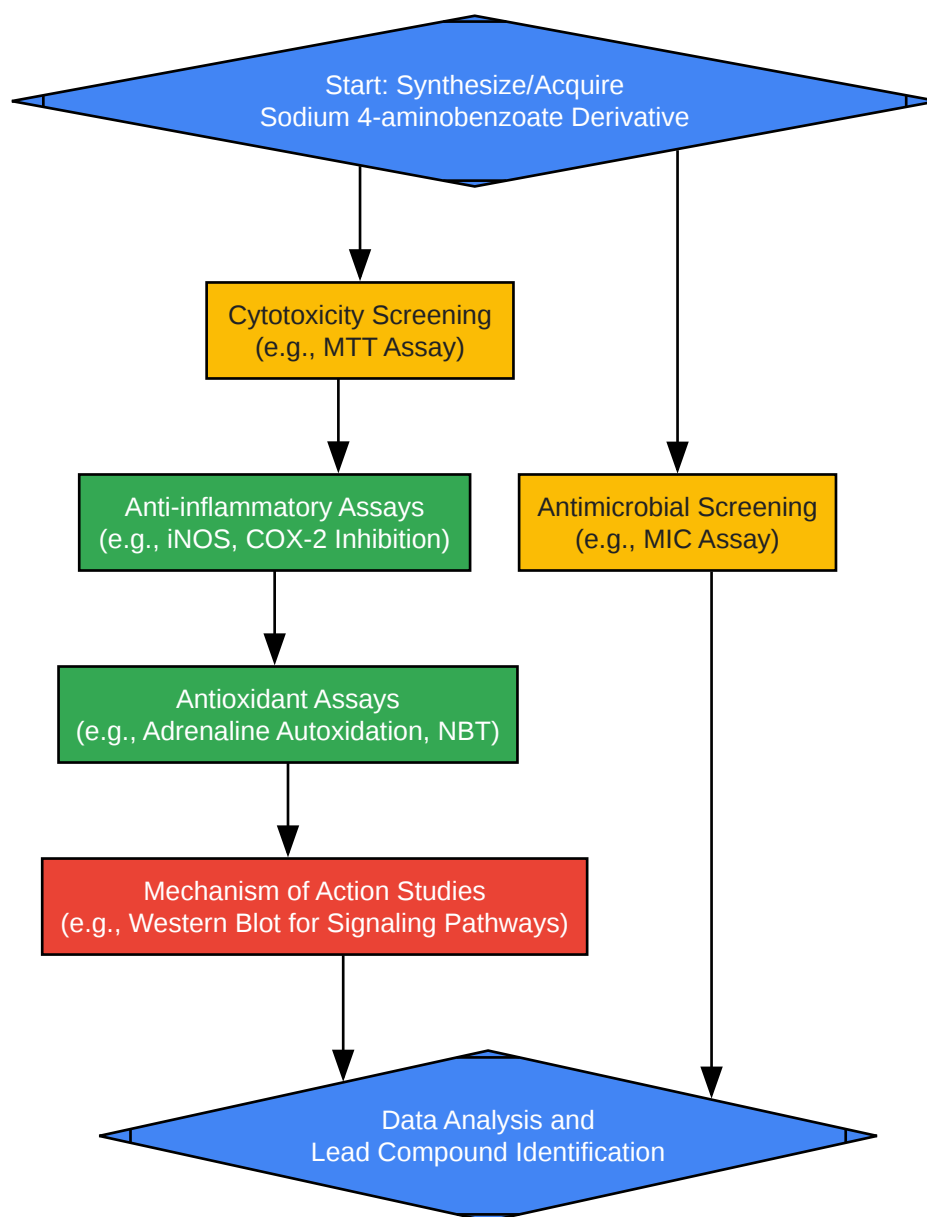 Start: Synthesize/Acquire
Sodium 4-aminobenzoate Derivative
Cytotoxicity Screening
(e.g., MTT Assay)
Anti-inflammatory Assays
(e.g., iNOS, COX-2 Inhibition)
Antimicrobial Screening
(e.g., MIC Assay)
Antioxidant Assays
(e.g., Adrenaline Autoxidation, NBT)
Mechanism of Action Studies
(e.g., Western Blot for Signaling Pathways)
Data Analysis and
Lead Compound Identification